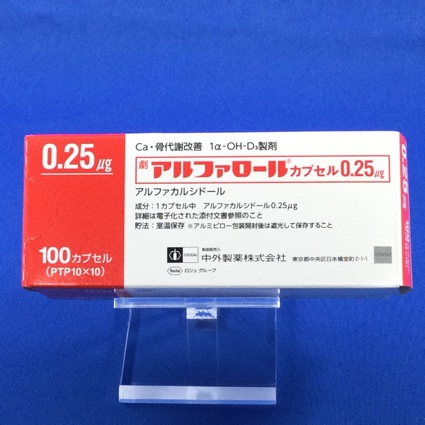 0.25μg
100カプセル
(PTP10×10)
Ca・骨代謝改善 1α-OH-D₃製剤
劇 アルファロール®カプセル0.25μg
アルファカルシドール
成分：1カプセル中 アルファカルシドール0.25μg
詳細は電子化された添付文書参照のこと
貯法：室温保存 ※アルミピロー包装開封後は遮光して保存すること
CHUGAI
製造販売元
中外製薬株式会社
東京都中央区日本橋室町2-1-1
Roche ロシュ グループ
0.25μg